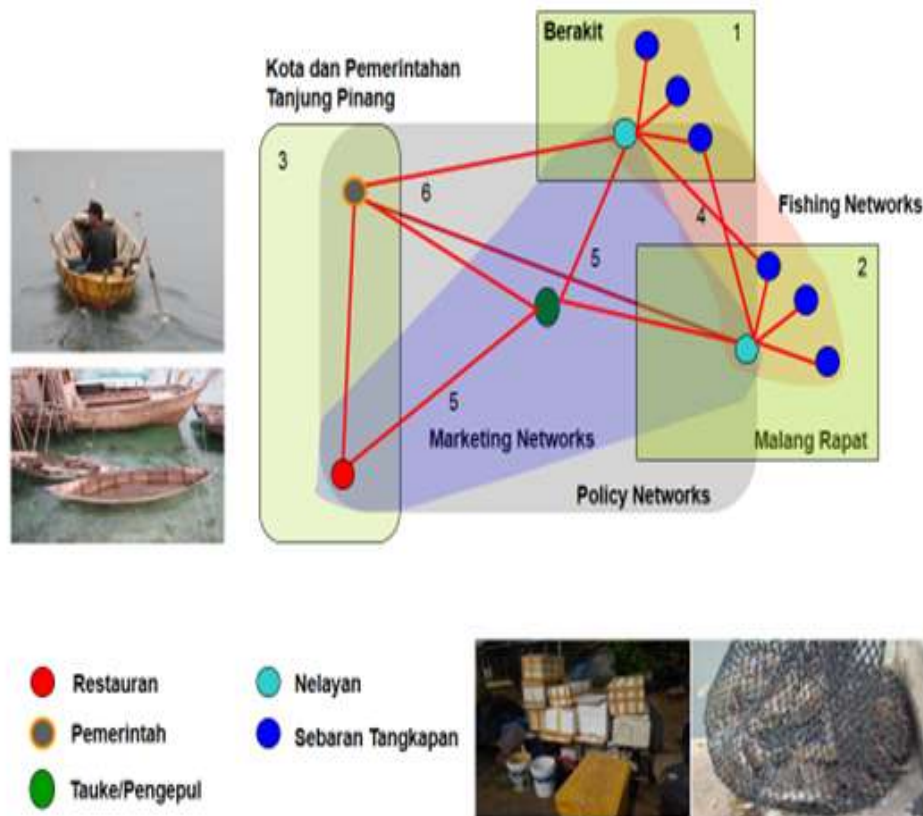 Berakit
1
Kota dan Pemerintahan
Tanjung Pinang
3
6
4
Fishing Networks
5
2
5
Marketing Networks
Malang Rapat
Policy Networks
Restauran
Nelayan
Pemerintah
Sebaran Tangkapan
Tauke/Pengepul